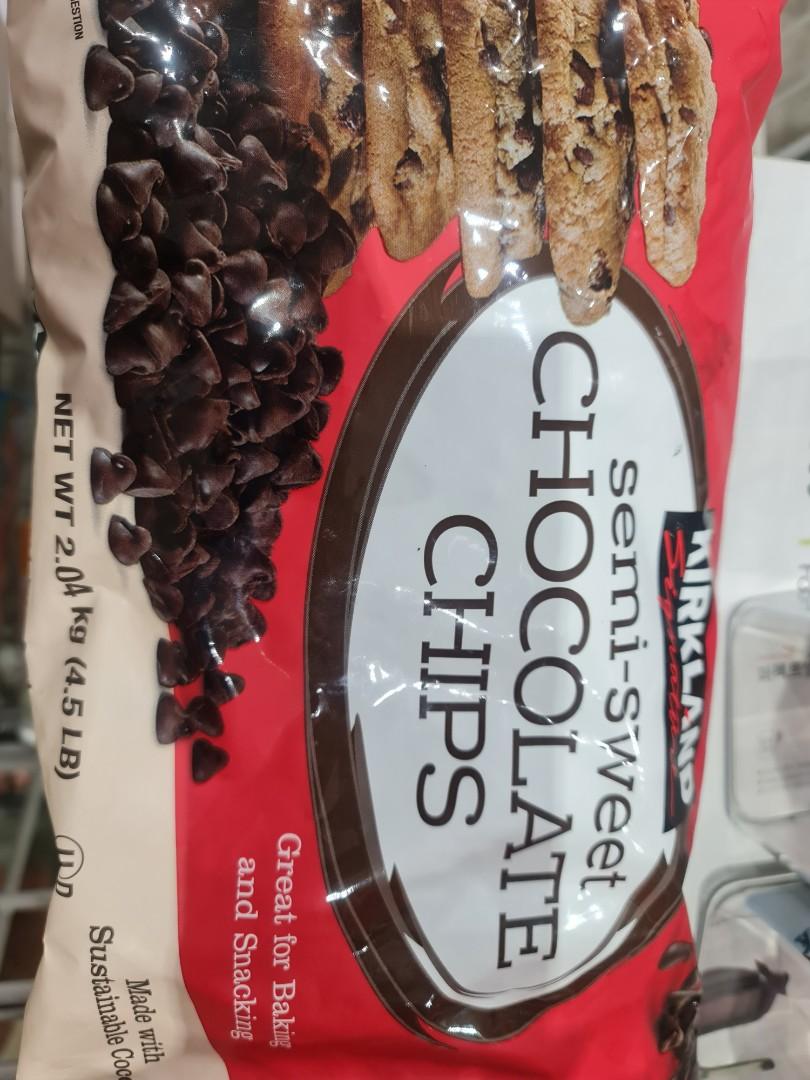 KIRKLAND
Signature
semi-sweet
CHOCOLATE
CHIPS
Great for Baking
and Snacking
NET WT 2.04 kg (4.5 LB)
U D
Made with
Sustainable